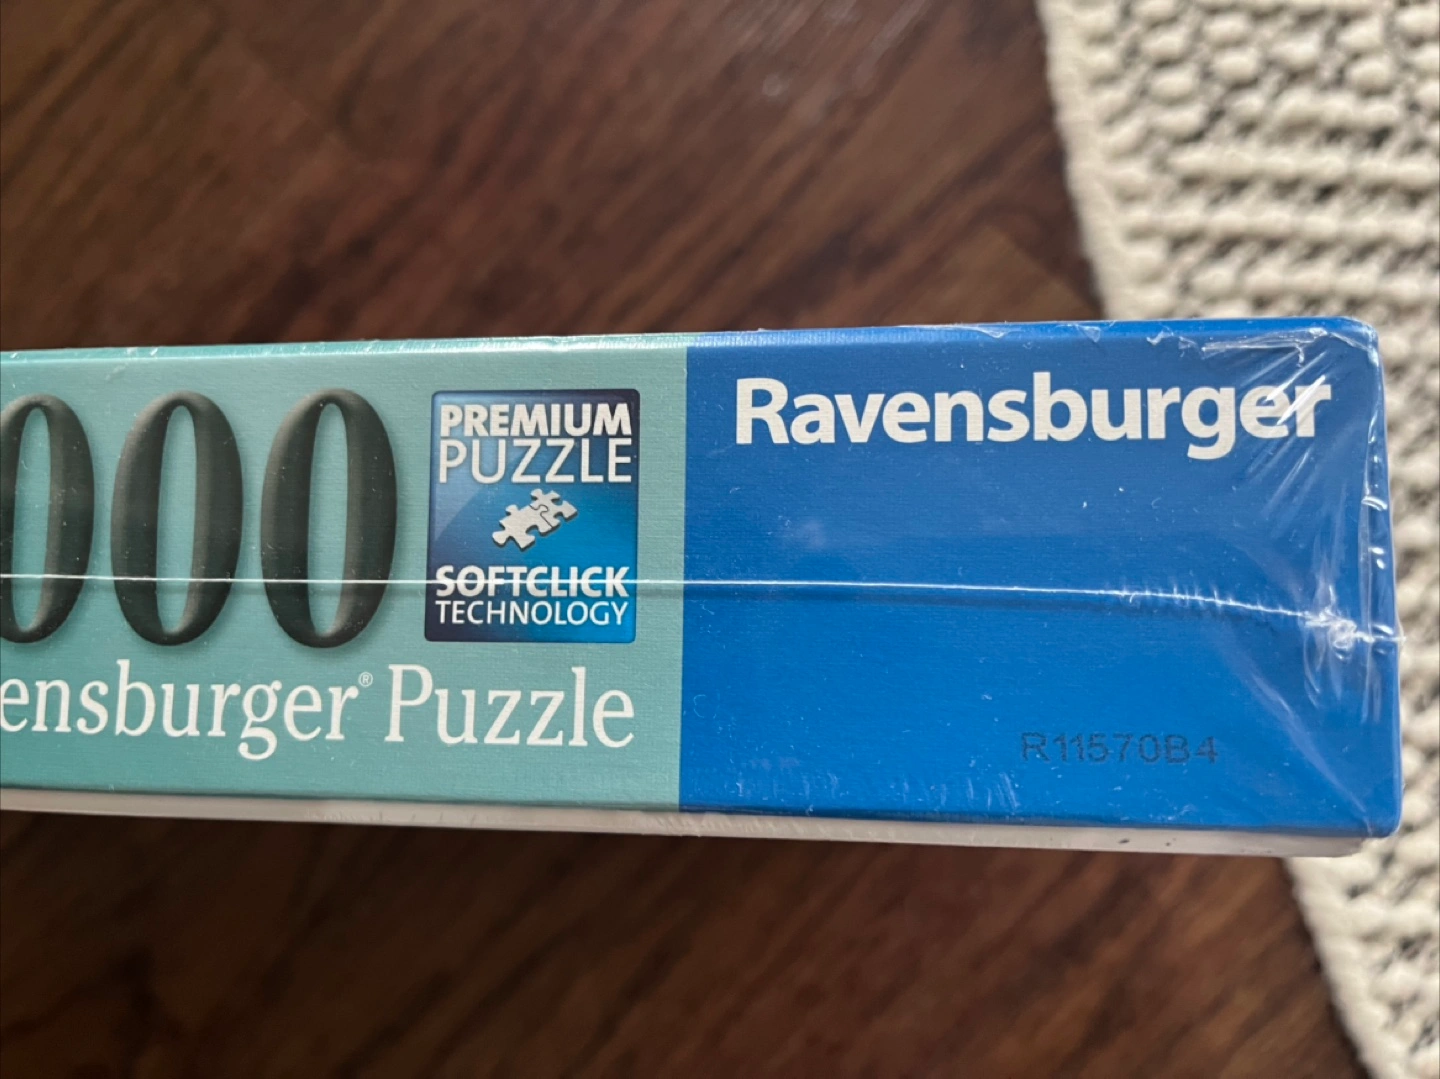 000
PREMIUM
PUZZLE
SOFTCLICK
TECHNOLOGY
ensburger® Puzzle
Ravensburger
R11570B4